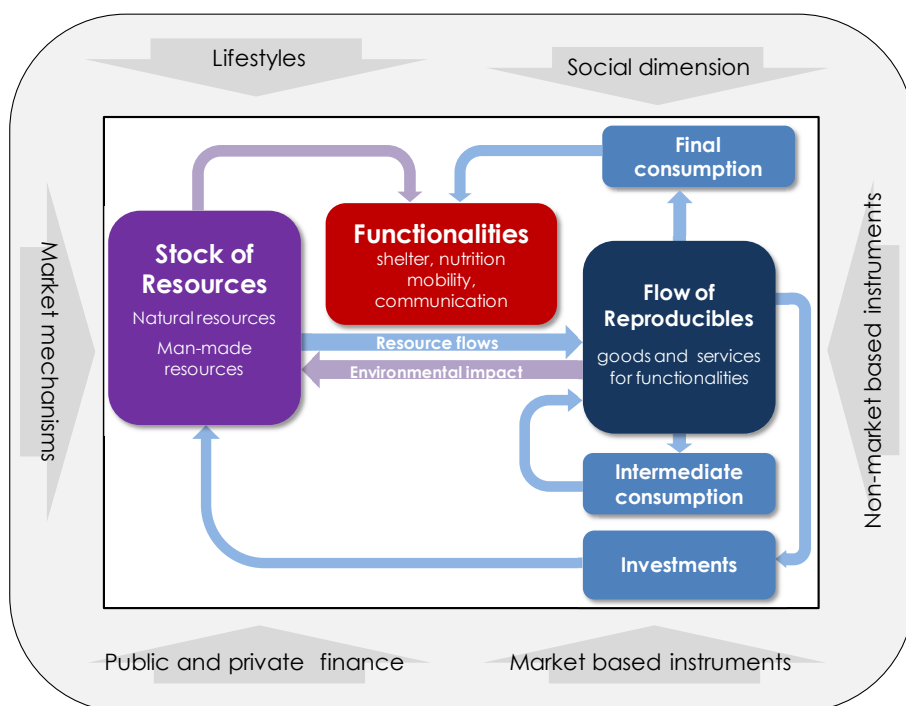 Lifestyles
Social dimension
Final
consumption
Functionalities
shelter, nutrition
mobility,
communication
Stock of
Resources
Natural resources
Man-made
resources
Flow of
Reproducibles
goods and services
for functionalities
Resource flows
Environmental impact
Intermediate
consumption
Investments
Market mechanisms
Non-market based instruments
Public and private finance
Market based instruments